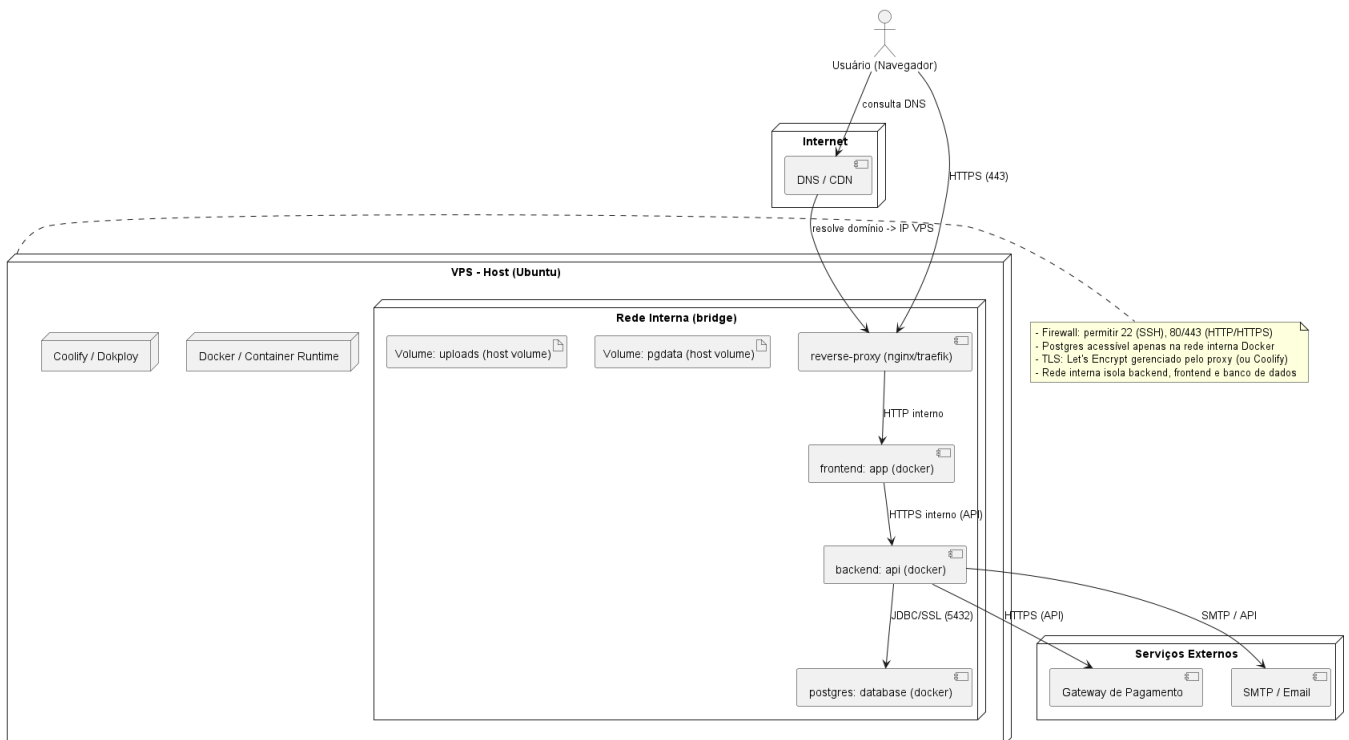 Usuário (Navegador)
consulta DNS
Internet
DNS / CDN
HTTPS (443)
resolve domínio -> IP VPS
VPS - Host (Ubuntu)
Rede Interna (bridge)
Coolify / Dokploy
Docker / Container Runtime
Volume: uploads (host volume)
Volume: pgdata (host volume)
reverse-proxy (nginx/traefik)
- Firewall: permitir 22 (SSH), 80/443 (HTTP/HTTPS)
- Postgres acessível apenas na rede interna Docker
- TLS: Let's Encrypt gerenciado pelo proxy (ou Coolify)
- Rede interna isola backend, frontend e banco de dados
HTTP interno
frontend: app (docker)
HTTPS interno (API)
backend: api (docker)
JDBC/SSL (5432)
HTTPS (API)
SMTP / API
Serviços Externos
postgres: database (docker)
Gateway de Pagamento
SMTP / Email